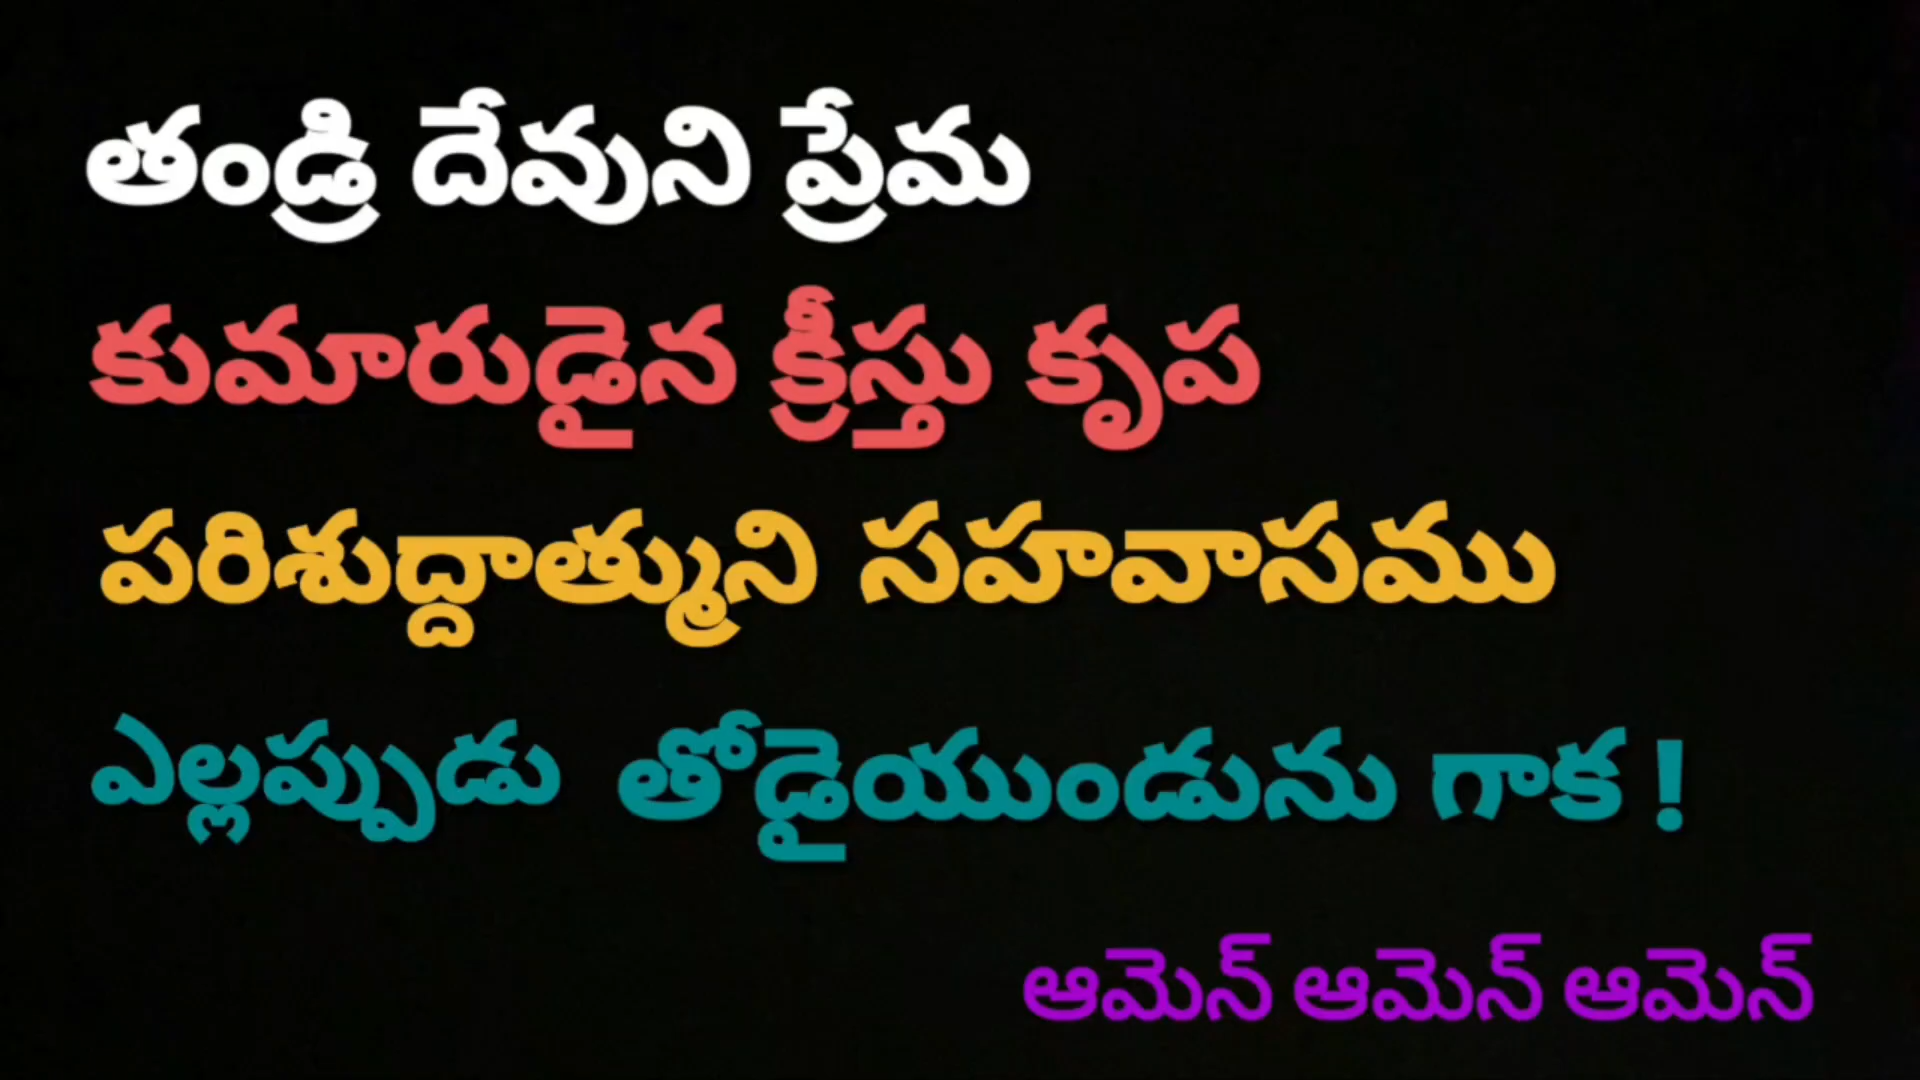 తండ్రి దేవుని ప్రేమ
కుమారుడైన క్రీస్తు కృప
పరిశుద్దాత్ముని సహవాసము
ఎల్లప్పుడు తోడైయుండును గాక !
ఆమెన్ ఆమెన్ ఆమెన్